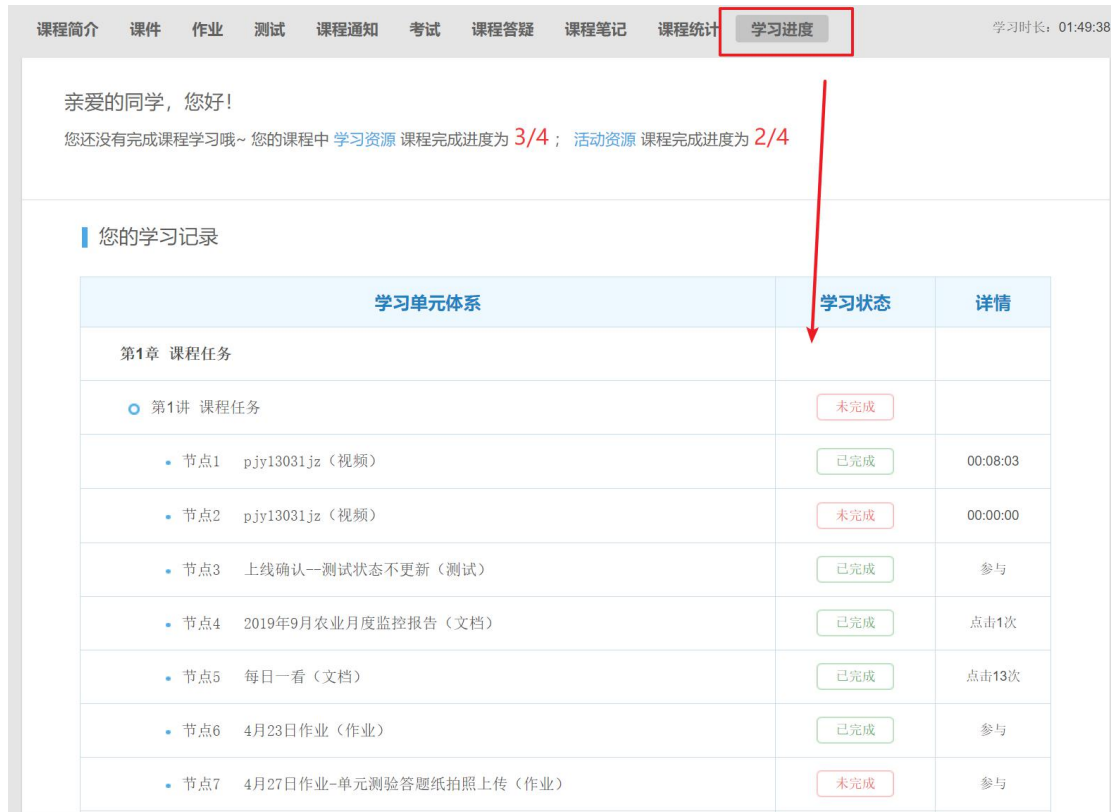 课程简介 课件 作业 测试 课程通知 考试 课程答疑 课程笔记 课程统计 学习进度 学习时长：01:49:38
亲爱的同学，您好！
您还没有完成课程学习哦~ 您的课程中 学习资源 课程完成进度为 3/4； 活动资源 课程完成进度为 2/4
您的学习记录
学习单元体系 学习状态 详情
第1章 课程任务
第1讲 课程任务 未完成
节点1 pjy13031jz（视频） 已完成 00:08:03
节点2 pjy13031jz（视频） 未完成 00:00:00
节点3 上线确认--测试状态不更新（测试） 已完成 参与
节点4 2019年9月农业月度监控报告（文档） 已完成 点击1次
节点5 每日一看（文档） 已完成 点击13次
节点6 4月23日作业（作业） 已完成 参与
节点7 4月27日作业-单元测验答题纸拍照上传（作业） 未完成 参与